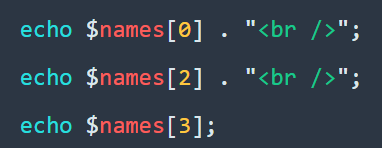 echo $names[0] . "<br />";
echo $names[2] . "<br />";
echo $names[3];